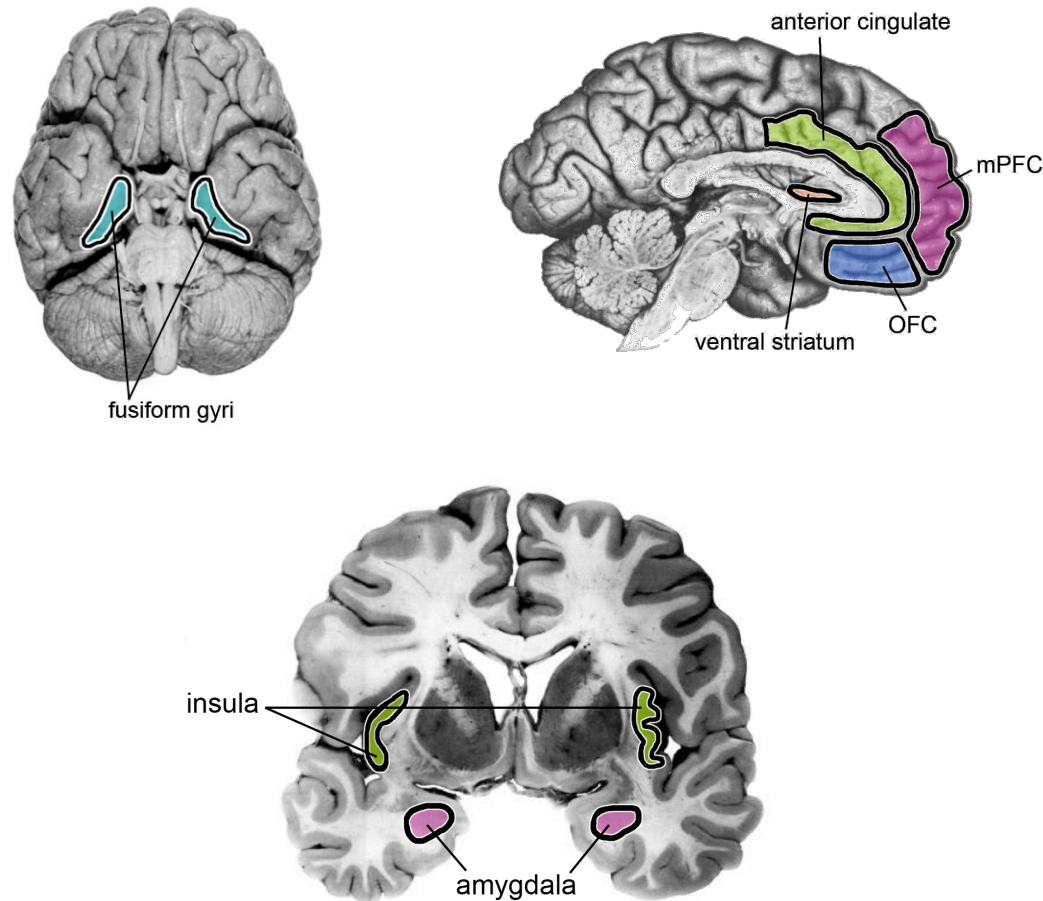 anterior cingulate
mPFC
OFC
ventral striatum
fusiform gyri
insula
amygdala